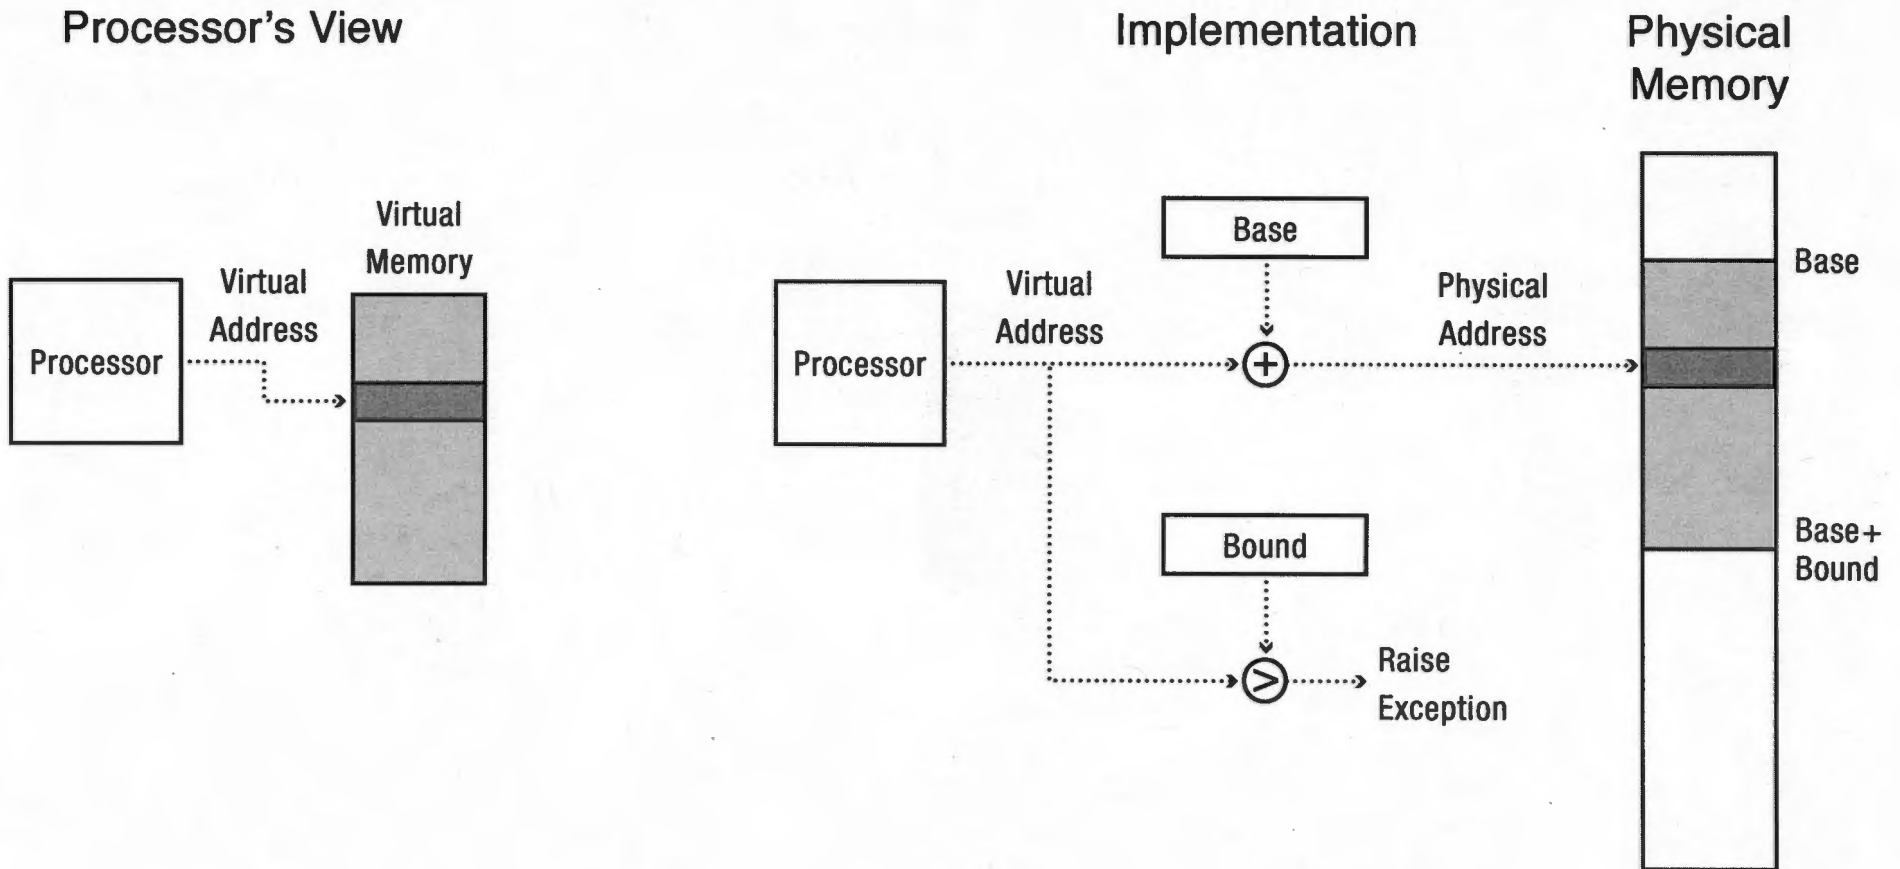 Processor's View
Implementation
Physical
Memory
Virtual
Memory
Virtual
Address
Processor
Base
Virtual
Address
Processor
+
Physical
Address
Base
Bound
>
Raise
Exception
Base+
Bound